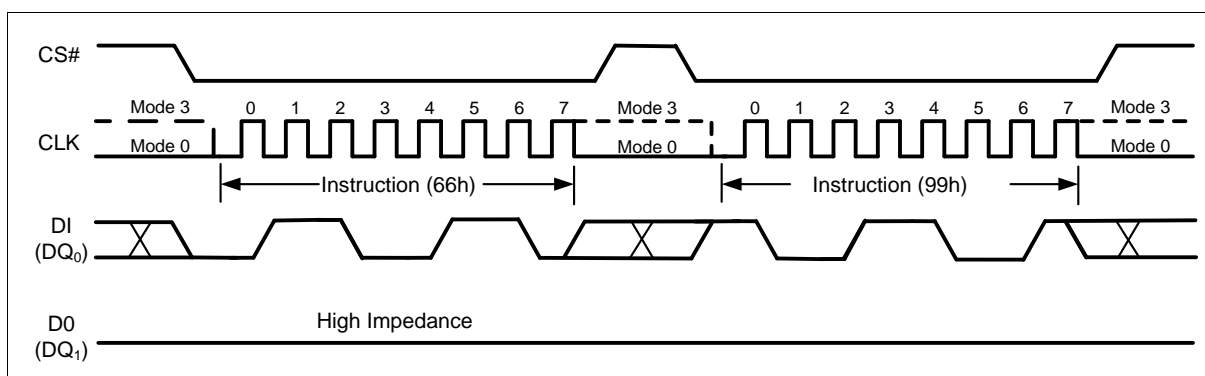 CS#
Mode 3 0 1 2 3 4 5 6 7 Mode 3 0 1 2 3 4 5 6 7 Mode 3
CLK
Mode 0 Mode 0 Mode 0
Instruction (66h) Instruction (99h)
DI
(DQ0)
D0
(DQ1)
High Impedance